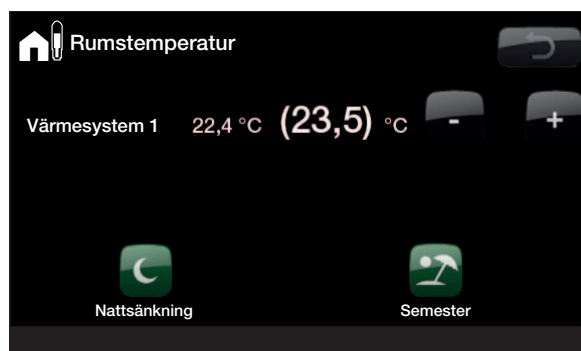 Rumstemperatur
Värmesystem 1 22,4 °C (23,5) °C - +
Nattsänkning Semester